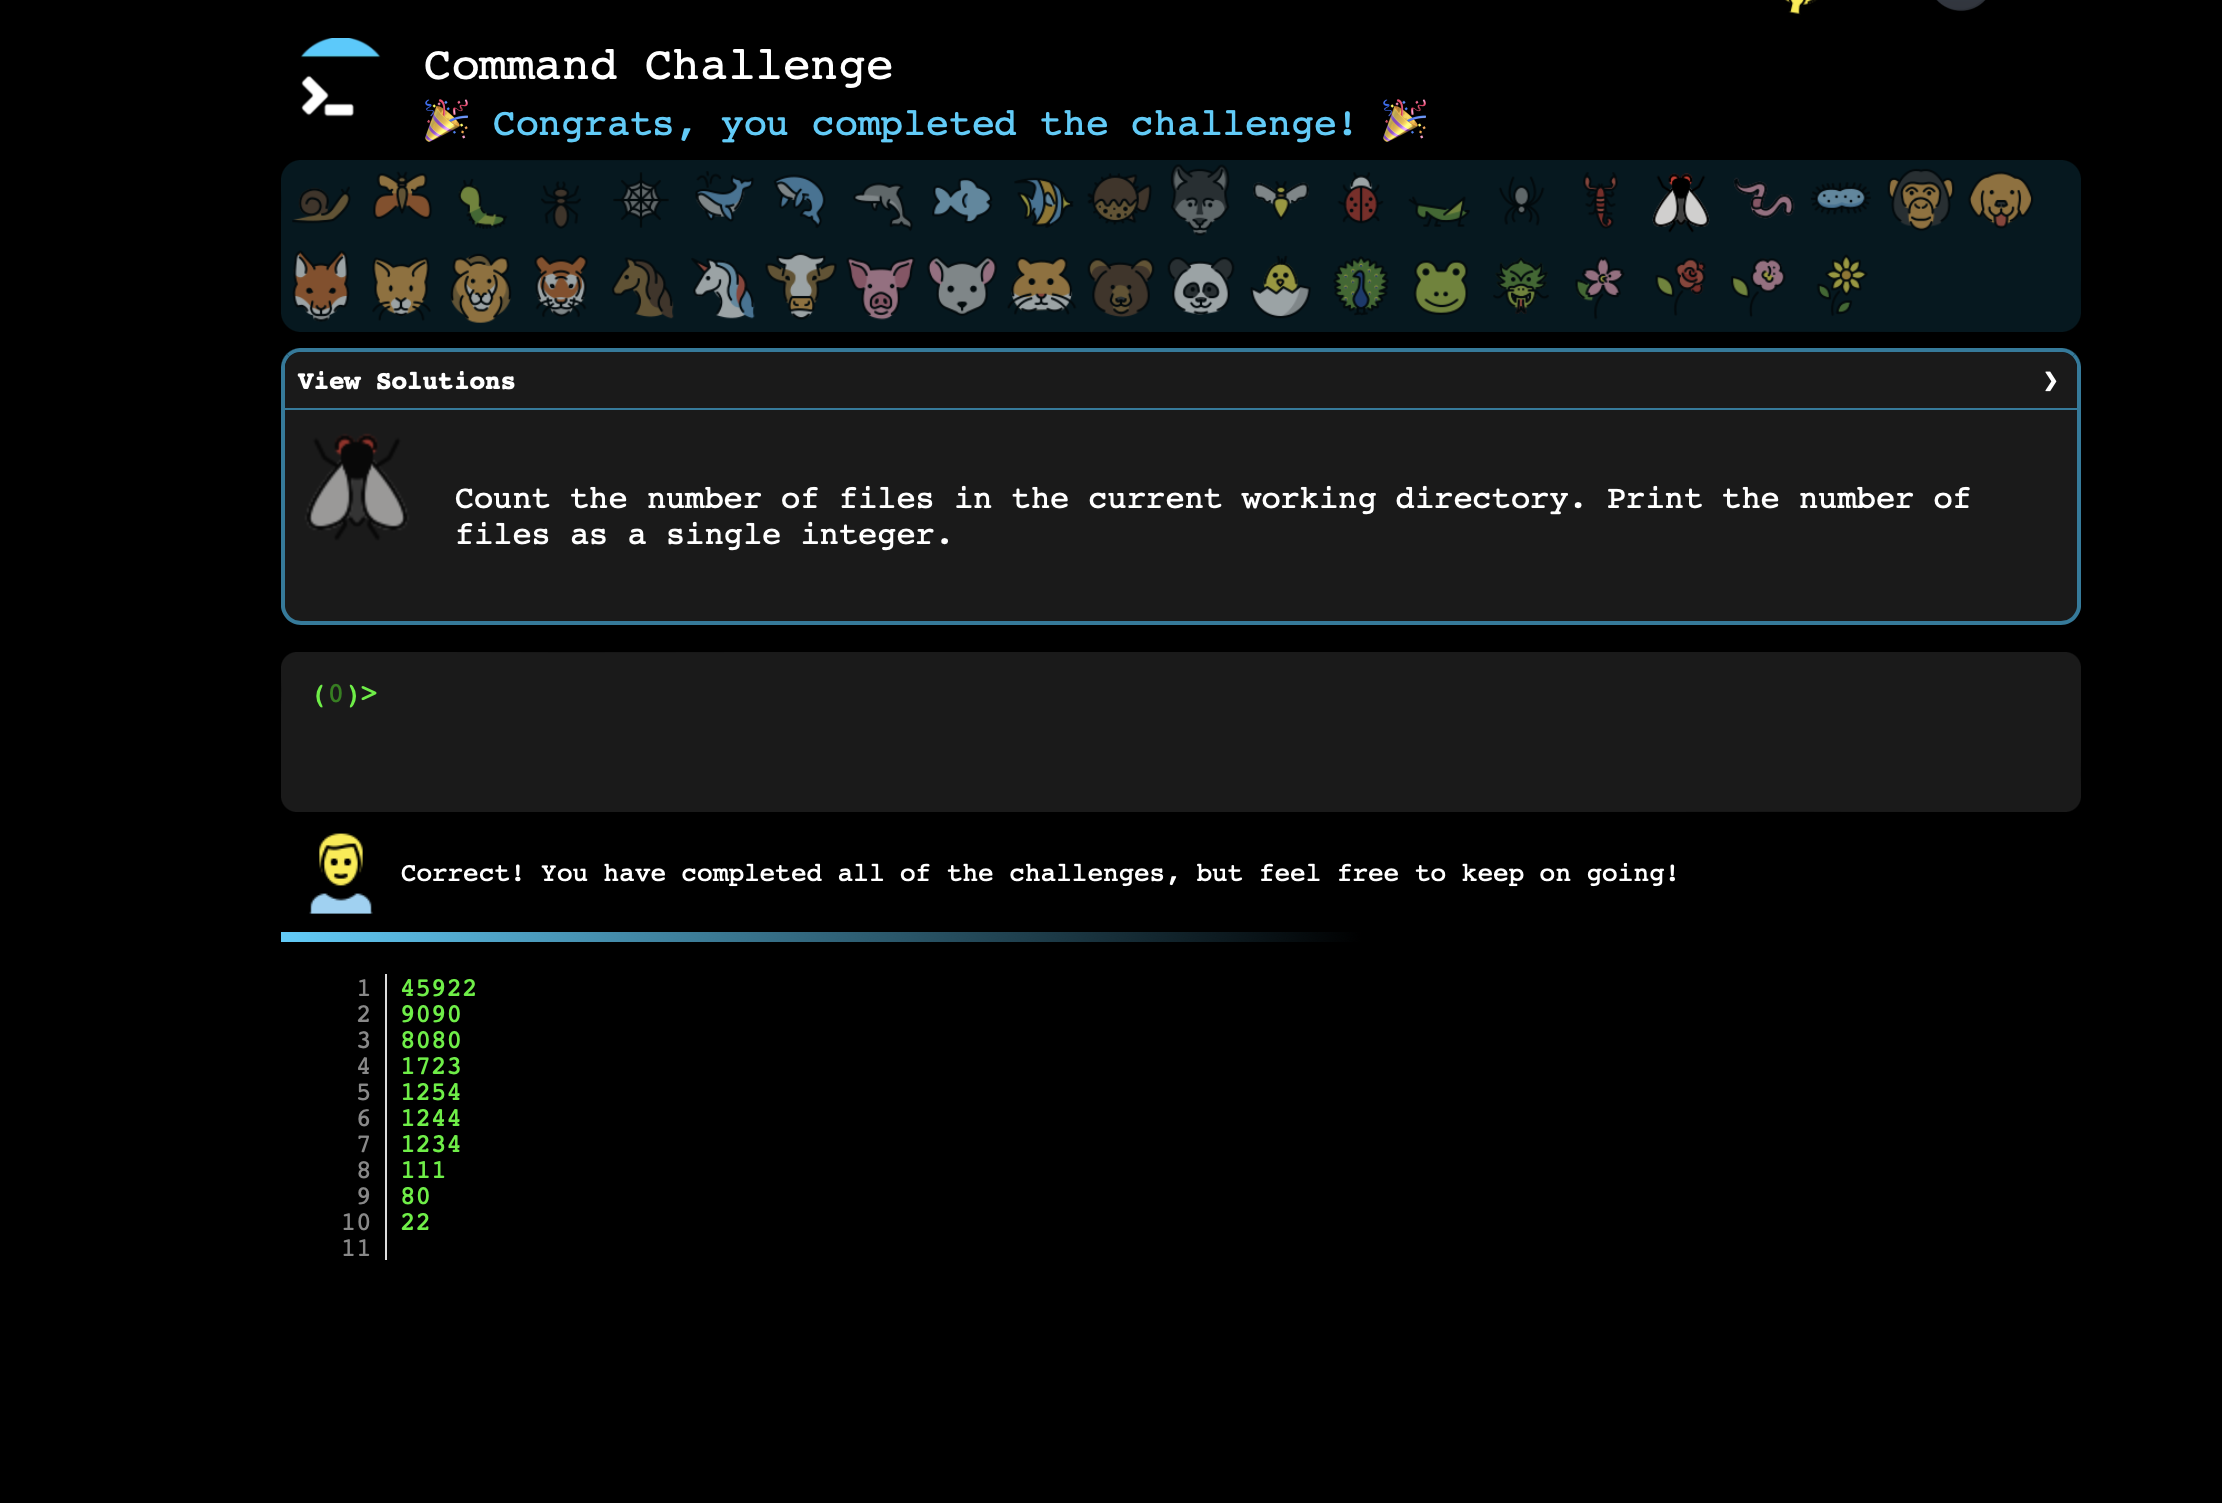 Command Challenge
🎉 Congrats, you completed the challenge! 🎉
View Solutions ❯
Count the number of files in the current working directory. Print the number of
files as a single integer.
(0)>
Correct! You have completed all of the challenges, but feel free to keep on going!
1 45922
2 9090
3 8080
4 1723
5 1254
6 1244
7 1234
8 111
9 80
10 22
11